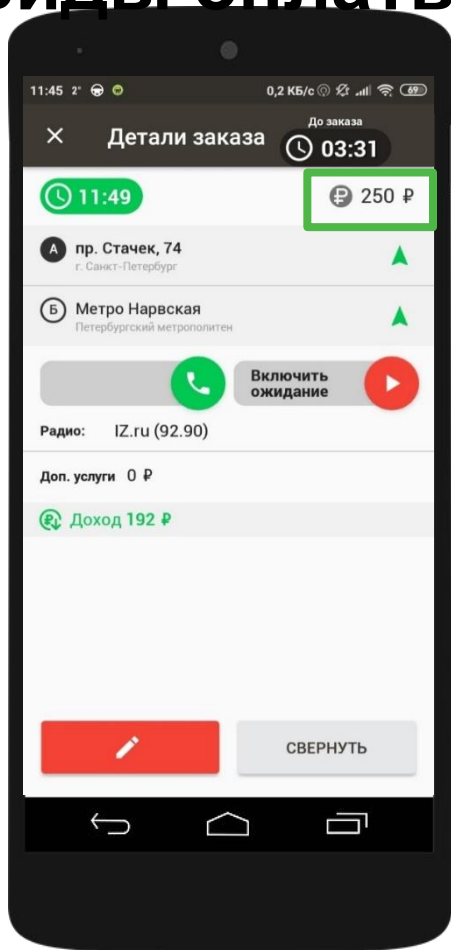 виды оплаты
11:45 2°
0,2 КБ/с
69
Детали заказа
До заказа
03:31
11:49
₽ 250 ₽
А пр. Стачек, 74
г. Санкт-Петербург
Б Метро Нарвская
Петербургский метрополитен
Включить
ожидание
Радио: IZ.ru (92.90)
Доп. услуги 0 ₽
Доход 192 ₽
СВЕРНУТЬ